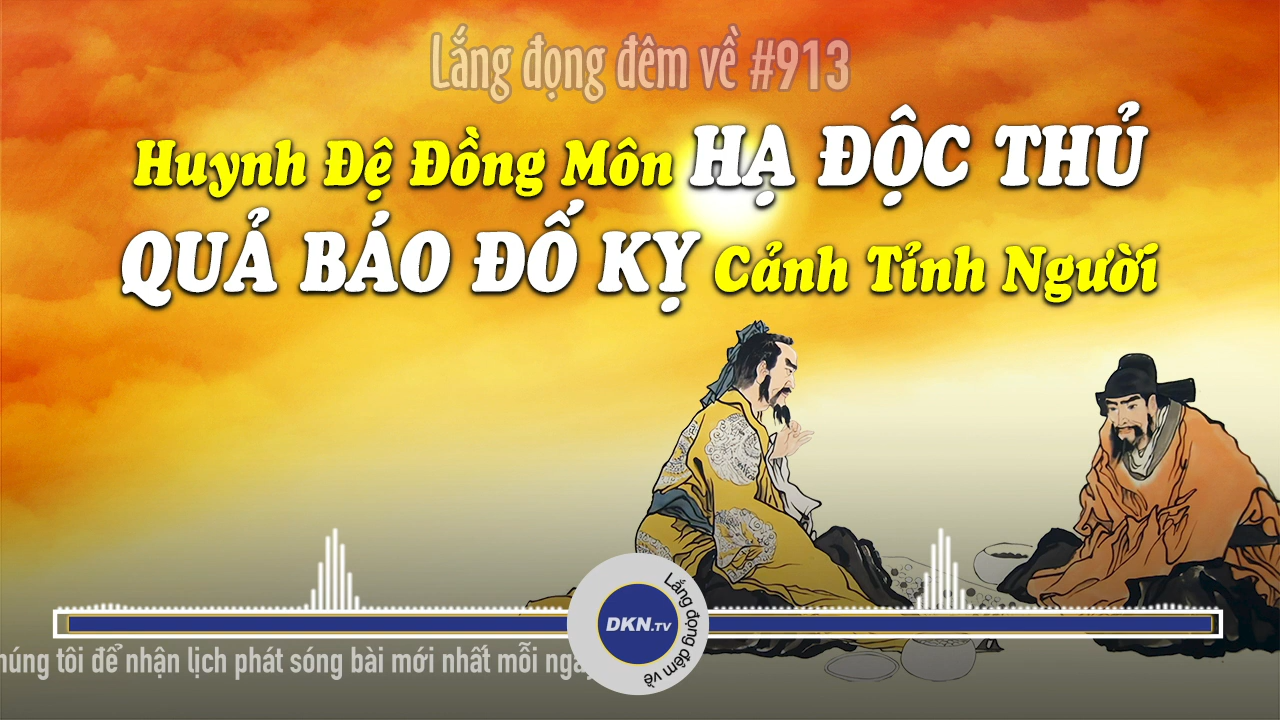 Lắng đọng đêm về #913
Huynh Đệ Đồng Môn HẠ ĐỘC THỦ
QUẢ BÁO ĐỐ KỴ Cảnh Tỉnh Người
DKN.TV
Lắng đọng đêm về
húng tôi để nhận lịch phát sóng bài mới nhất mỗi ngày